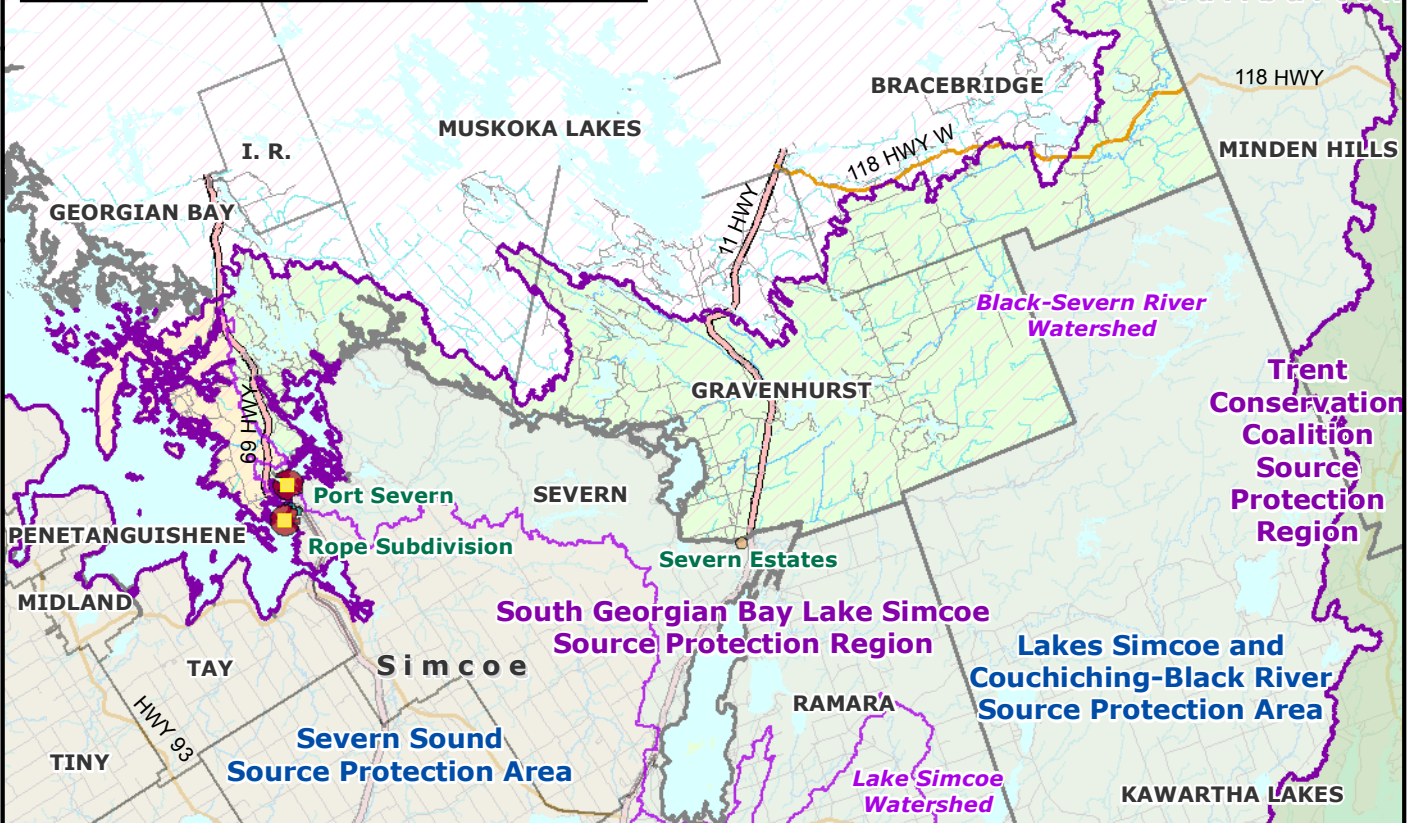 BRACEBRIDGE
118 HWY
MUSKOKA LAKES
118 HWY W
MINDEN HILLS
I. R.
GEORGIAN BAY
11 HWY
Black-Severn River
Watershed
Trent
Conservation
Coalition
Source
Protection
Region
GRAVENHURST
HWY 69
Port Severn
SEVERN
PENETANGUISHENE
Rope Subdivision
Severn Estates
MIDLAND
South Georgian Bay Lake Simcoe
Source Protection Region
Lakes Simcoe and
Couchiching-Black River
Source Protection Area
TAY
Simcoe
RAMARA
HWY 93
Severn Sound
Source Protection Area
TINY
Lake Simcoe
Watershed
KAWARTHA LAKES